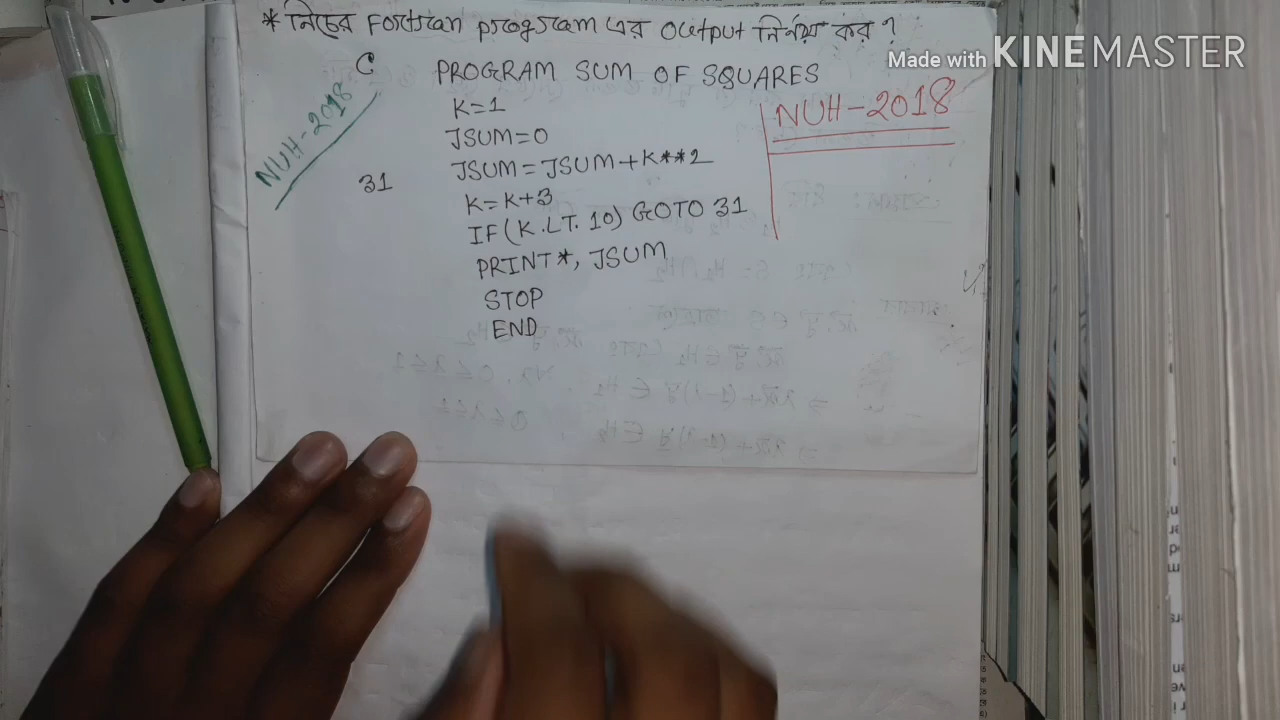 * নিচের Fortran program এর output নির্ণয় কর ?
Made with KINEMASTER
C PROGRAM SUM OF SQUARES
NUH-2018
K=1
NUH-2018
JSUM=0
31 JSUM=JSUM+K**2
K=K+3
IF(K.LT.10) GOTO 31
PRINT*, JSUM
STOP
END